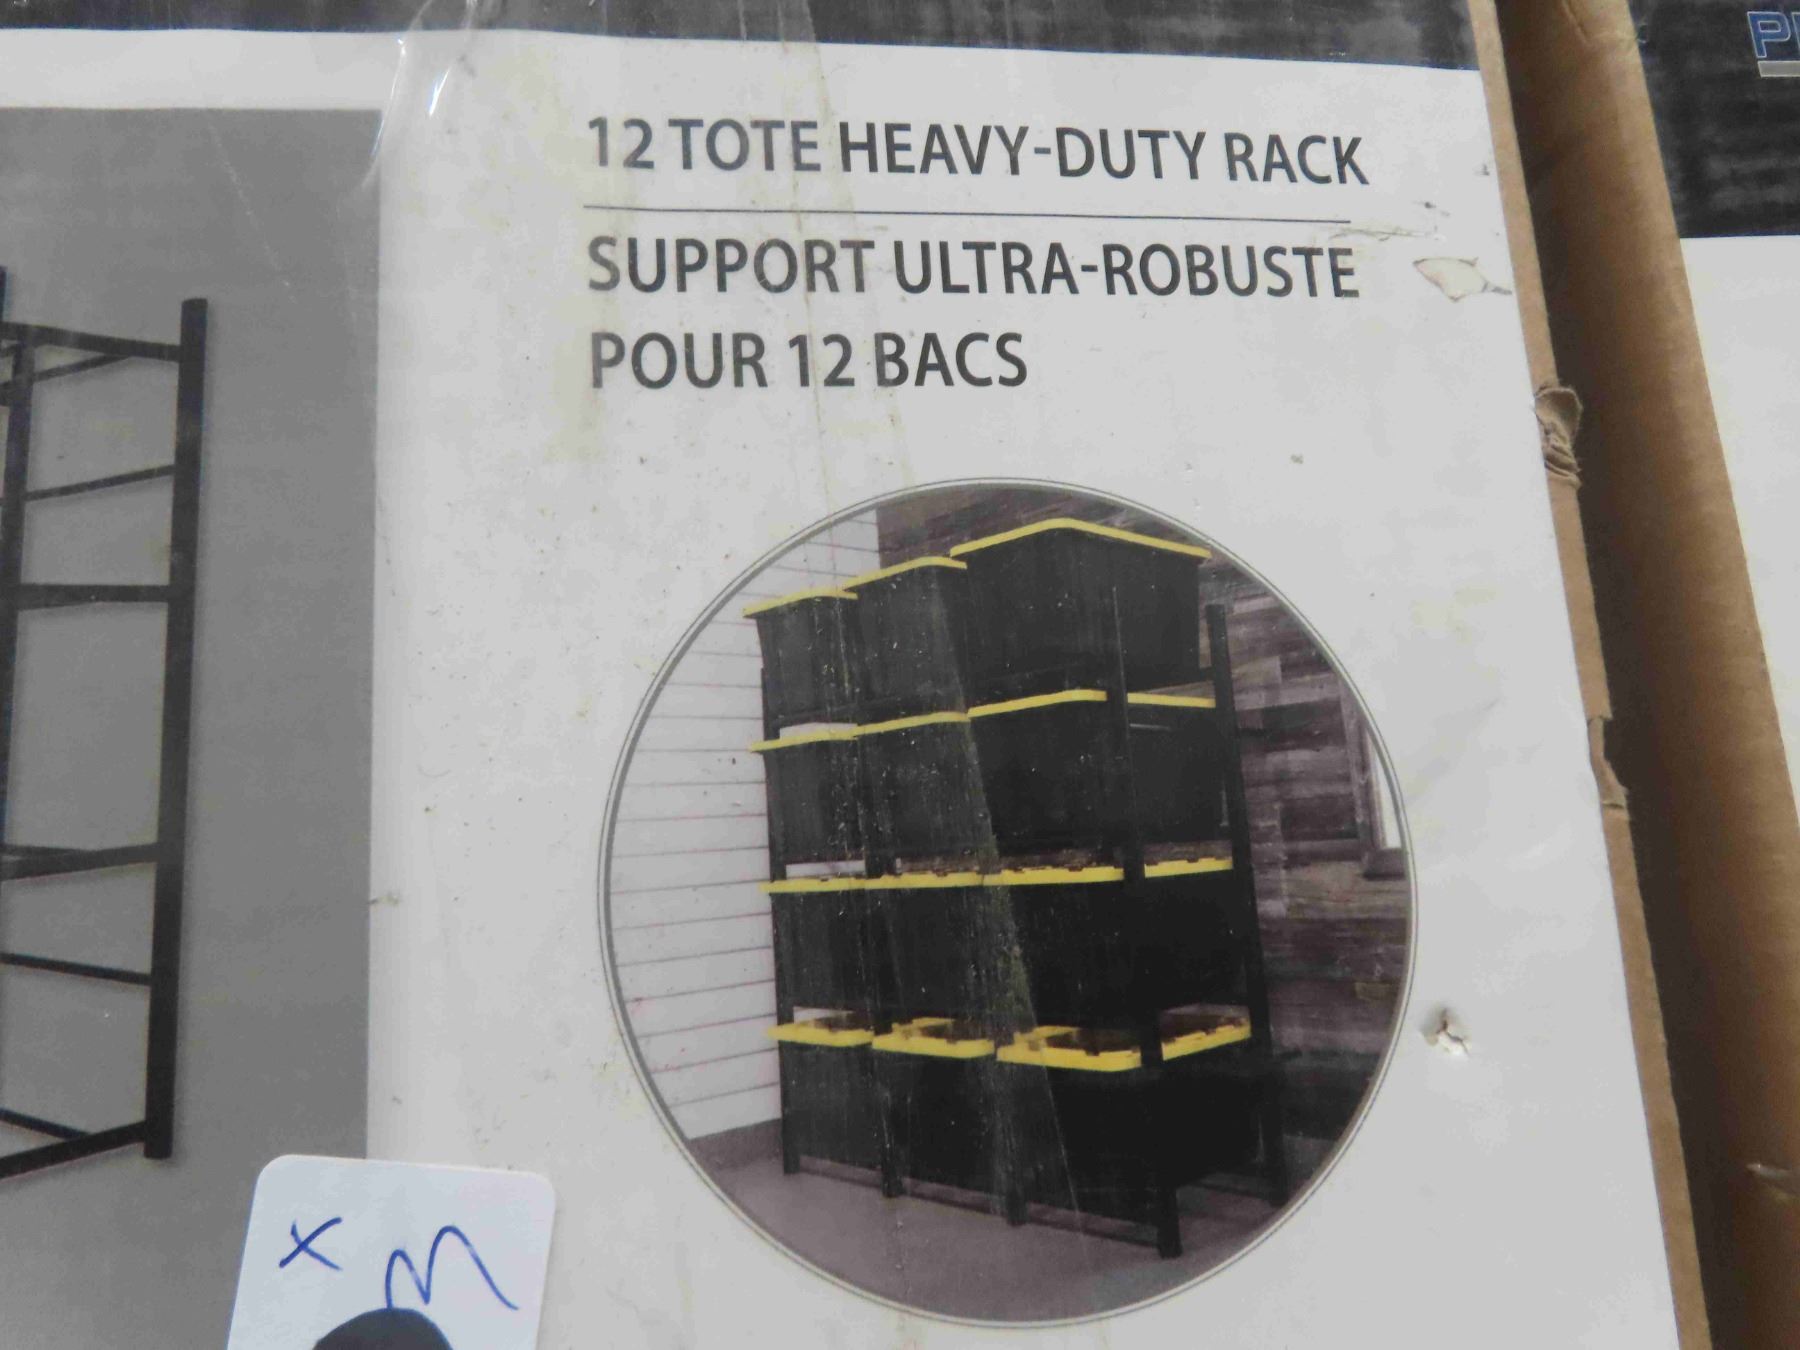 12 TOTE HEAVY-DUTY RACK
SUPPORT ULTRA-ROBUSTE
POUR 12 BACS